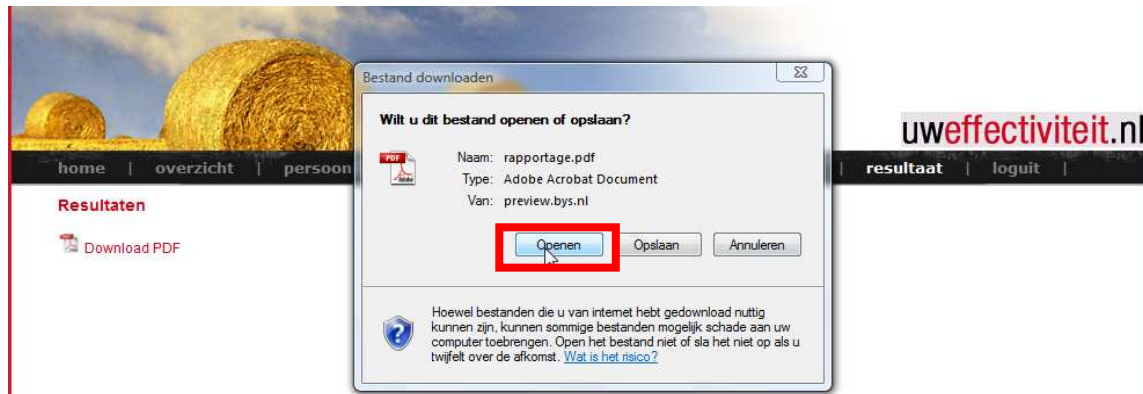 Bestand downloaden
Wilt u dit bestand openen of opslaan?
PDF
Adobe
Naam: rapportage.pdf
Type: Adobe Acrobat Document
Van: preview.bys.nl
Openen Opslaan Annuleren
Hoewel bestanden die u van internet hebt gedownload nuttig
kunnen zijn, kunnen sommige bestanden mogelijk schade aan uw
computer toebrengen. Open het bestand niet of sla het niet op als u
twijfelt over de afkomst. Wat is het risico?
uweffectiviteit.nl
home | overzicht | persoon | resultaat | loguit |
Resultaten
Download PDF